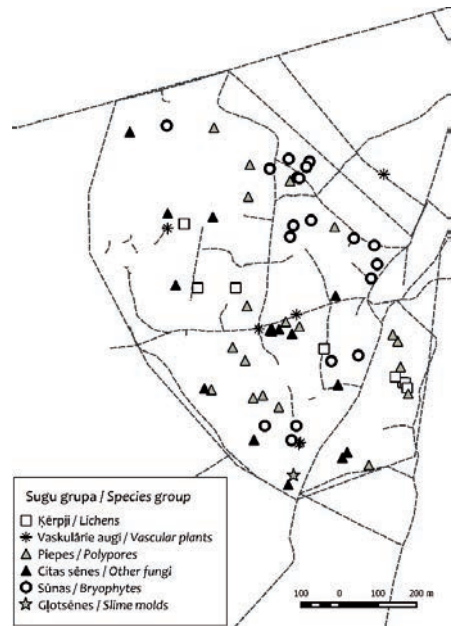 Sugu grupa / Species group
Ķērpji / Lichens
Vaskulārie augi / Vascular plants
Piepes / Polypores
Citas sēnes / Other fungi
Sūnas / Bryophytes
Gļotsēnes / Slime molds
100 0 100 200 m